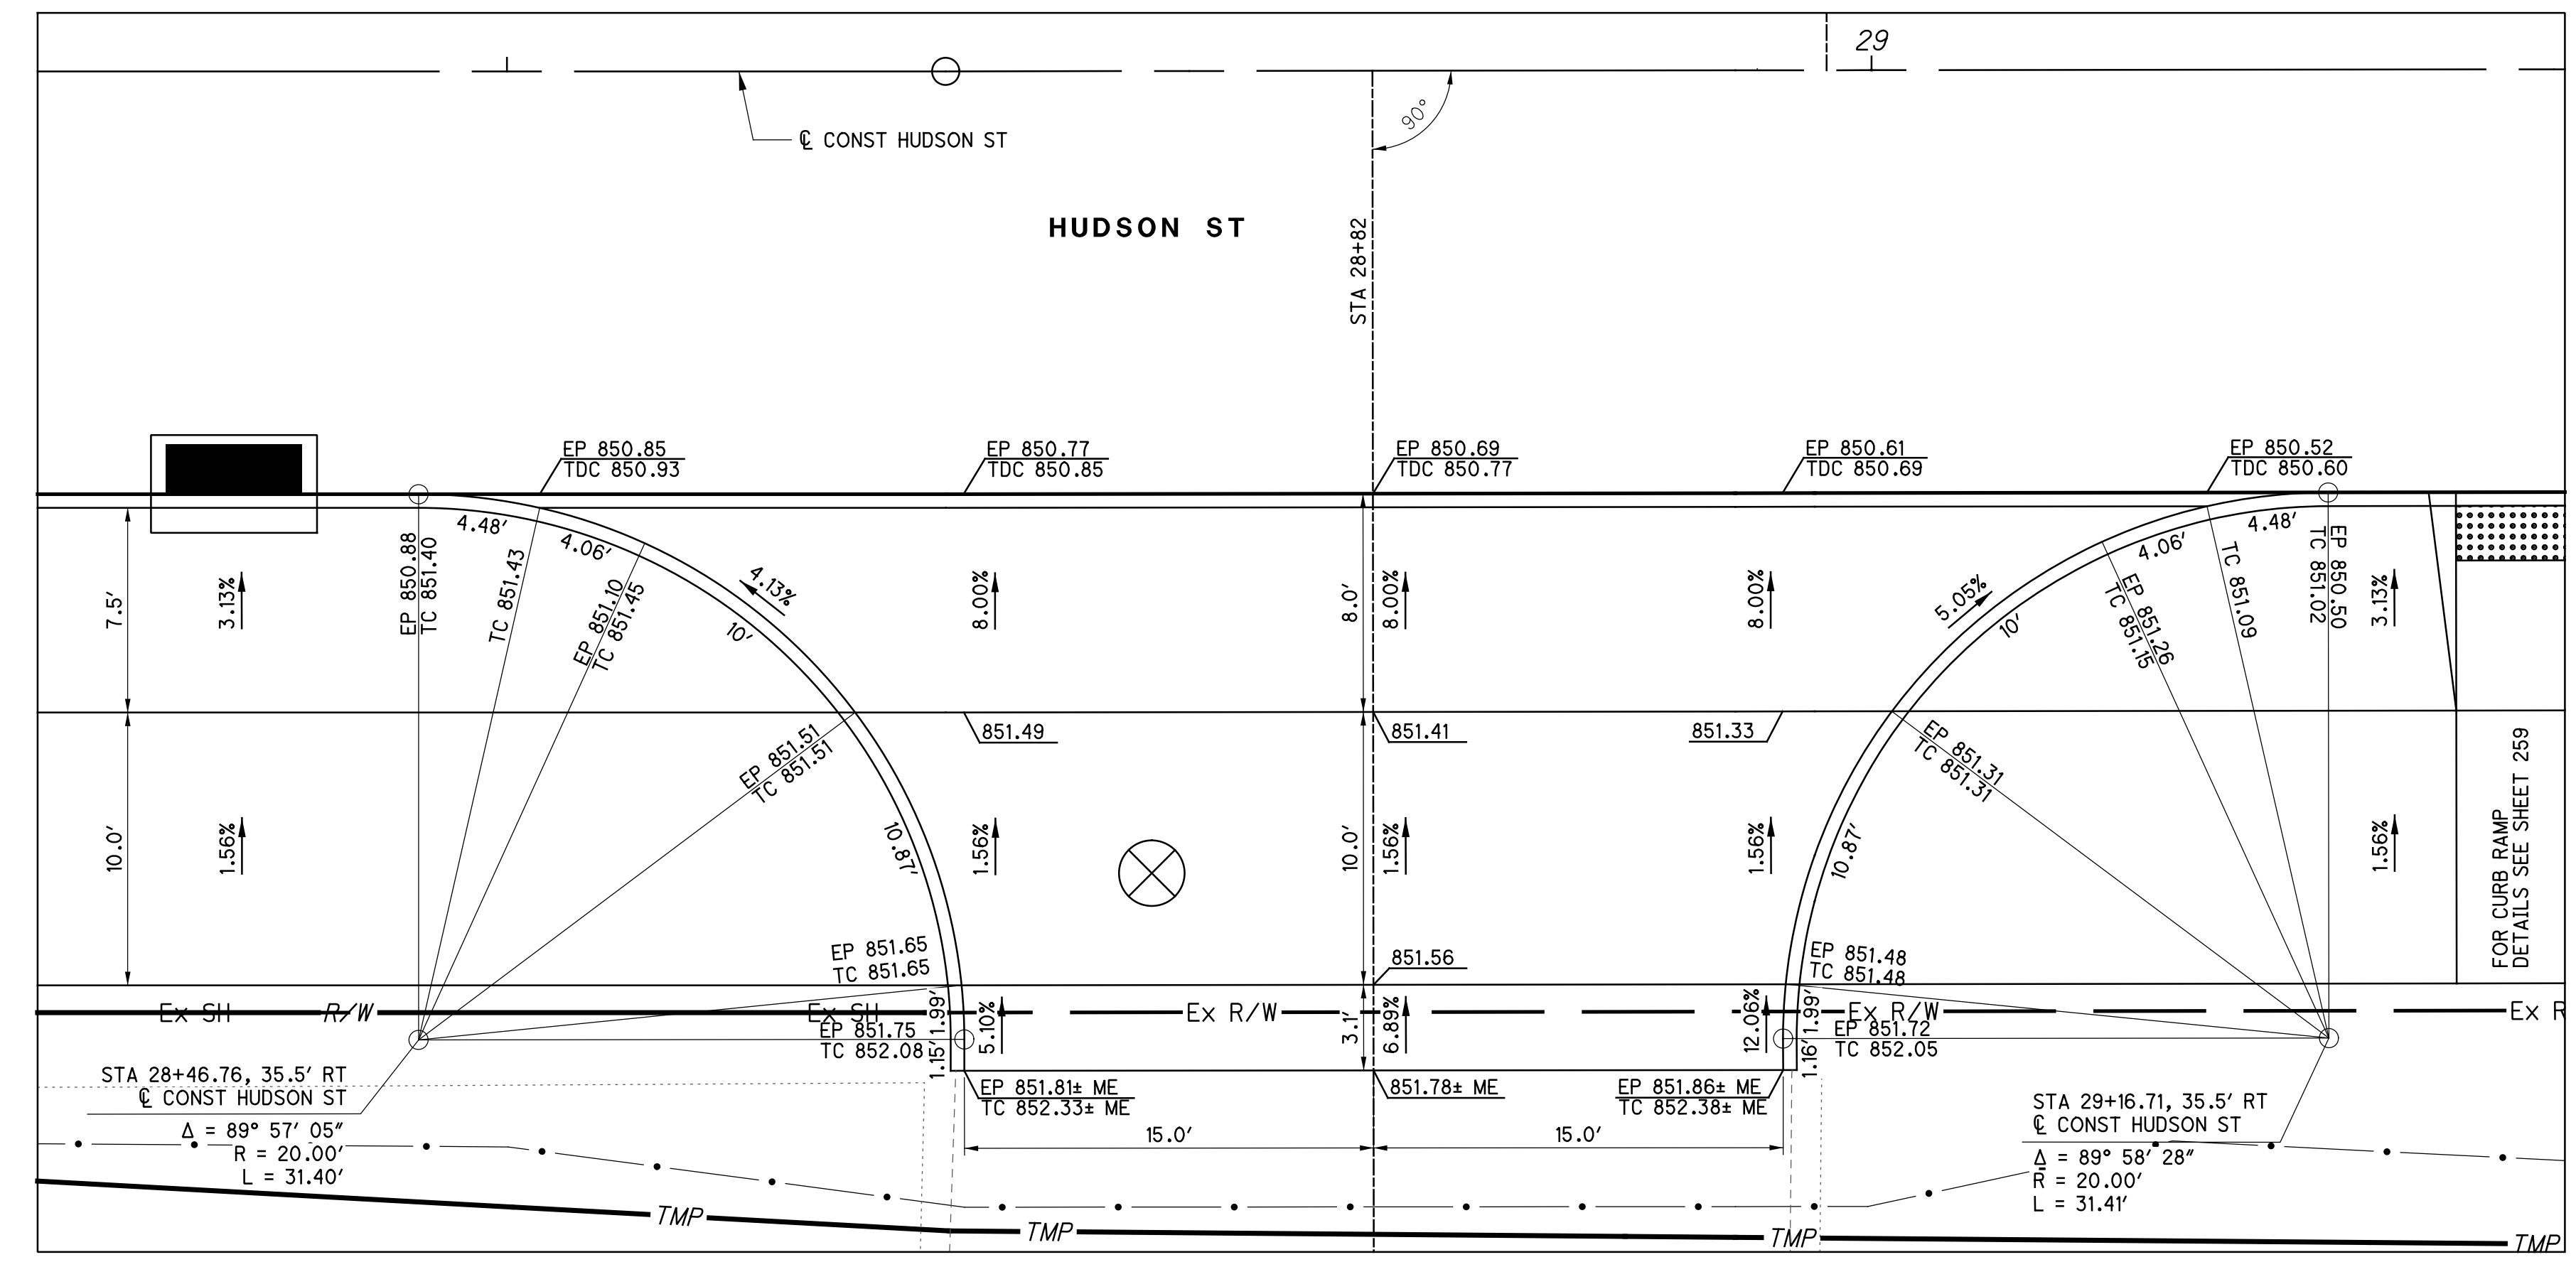 29
℄ CONST HUDSON ST
90°
HUDSON ST
STA 28+82
EP 850.85
TDC 850.93
EP 850.77
TDC 850.85
EP 850.69
TDC 850.77
EP 850.61
TDC 850.69
EP 850.52
TDC 850.60
7.5′
3.13%
EP 850.88
TC 851.40
4.48′
TC 851.43
4.06′
EP 851.10
TC 851.45
4.13%
10′
8.00%
8.0′
8.00%
8.00%
5.05%
10′
4.06′
EP 851.26
TC 851.15
4.48′
TC 851.09
TC 851.02
EP 850.50
3.13%
851.49
851.41
851.33
EP 851.51
TC 851.51
EP 851.31
TC 851.31
10.0′
1.56%
10.87′
1.56%
10.0′
1.56%
1.56%
10.87′
1.56%
FOR CURB RAMP
DETAILS SEE SHEET 259
EP 851.65
TC 851.65
851.56
EP 851.48
TC 851.48
Ex SH
R/W
Ex SH
Ex R/W
Ex R/W
Ex R
EP 851.75
TC 852.08
1.99′
1.15′
5.10%
3.1′
6.89%
12.06%
1.99′
1.16′
EP 851.72
TC 852.05
STA 28+46.76, 35.5′ RT
℄ CONST HUDSON ST
Δ = 89° 57′ 05″
R = 20.00′
L = 31.40′
EP 851.81± ME
TC 852.33± ME
851.78± ME
EP 851.86± ME
TC 852.38± ME
15.0′
15.0′
STA 29+16.71, 35.5′ RT
℄ CONST HUDSON ST
Δ = 89° 58′ 28″
R = 20.00′
L = 31.41′
TMP
TMP
TMP
TMP